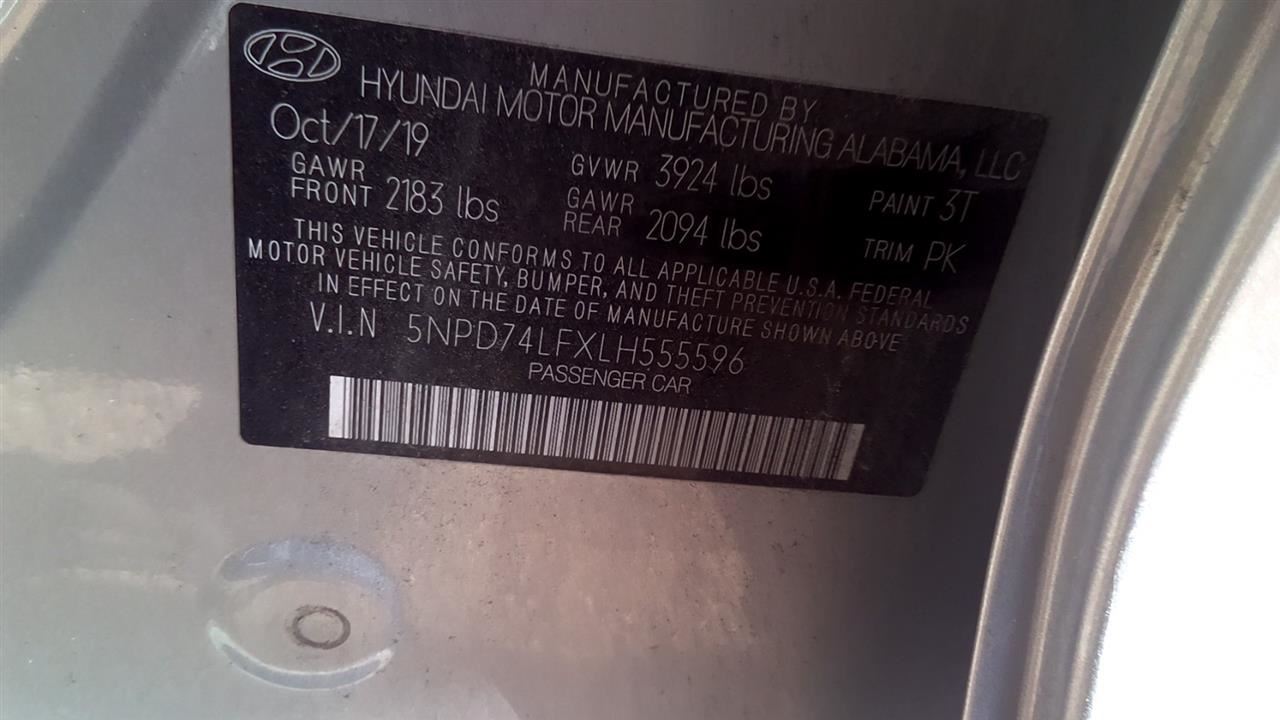 MANUFACTURED BY
HYUNDAI MOTOR MANUFACTURING ALABAMA, LLC
Oct/17/19
GAWR FRONT 2183 lbs GVWR 3924 lbs PAINT 3T
GAWR REAR 2094 lbs TRIM PK
THIS VEHICLE CONFORMS TO ALL APPLICABLE U.S.A. FEDERAL
MOTOR VEHICLE SAFETY, BUMPER, AND THEFT PREVENTION STANDARDS
IN EFFECT ON THE DATE OF MANUFACTURE SHOWN ABOVE
V.I.N 5NPD74LFXLH555596
PASSENGER CAR